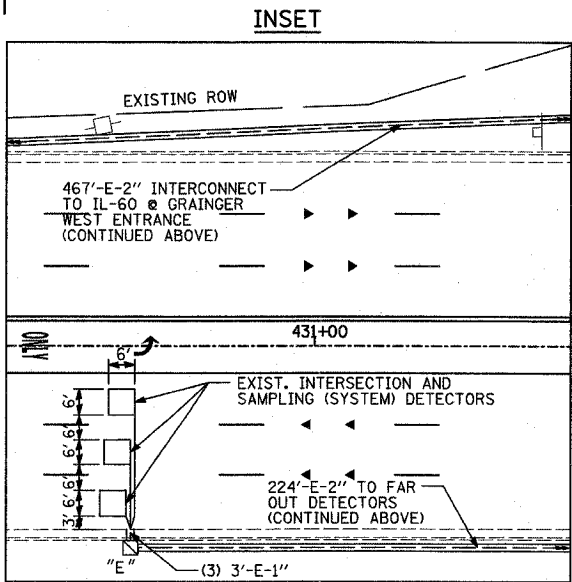 INSET
EXISTING ROW
467'-E-2" INTERCONNECT
TO IL-60 @ GRAINGER
WEST ENTRANCE
(CONTINUED ABOVE)
ONLY
431+00
6'
EXIST. INTERSECTION AND
SAMPLING (SYSTEM) DETECTORS
6'
6'
6'
6'
6'
3'
224'-E-2" TO FAR
OUT DETECTORS
(CONTINUED ABOVE)
"E"
(3) 3'-E-1"